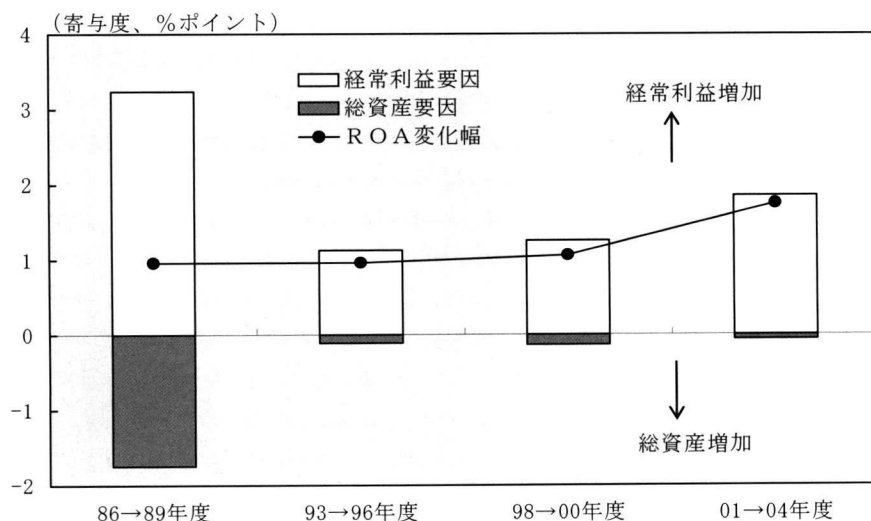 （寄与度、％ポイント）
4
3
2
1
0
-1
-2
経常利益要因
総資産要因
ＲＯＡ変化幅
経常利益増加
総資産増加
86→89年度
93→96年度
98→00年度
01→04年度